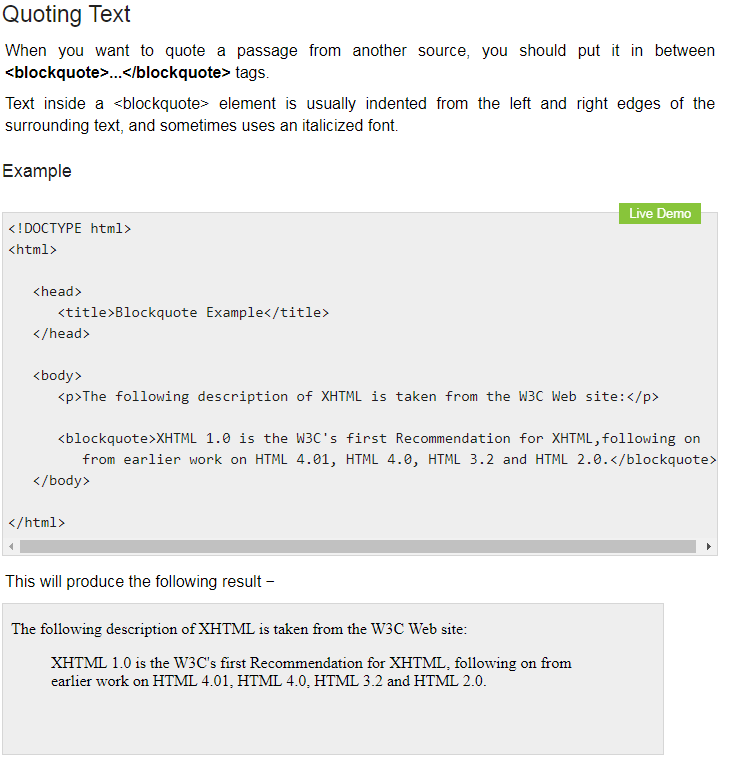 Quoting Text
When you want to quote a passage from another source, you should put it in between
<blockquote>...</blockquote> tags.
Text inside a <blockquote> element is usually indented from the left and right edges of the
surrounding text, and sometimes uses an italicized font.
Example
Live Demo
<!DOCTYPE html>
<html>
<head>
<title>Blockquote Example</title>
</head>
<body>
<p>The following description of XHTML is taken from the W3C Web site:</p>
<blockquote>XHTML 1.0 is the W3C's first Recommendation for XHTML,following on
from earlier work on HTML 4.01, HTML 4.0, HTML 3.2 and HTML 2.0.</blockquote>
</body>
</html>
This will produce the following result −
The following description of XHTML is taken from the W3C Web site:
XHTML 1.0 is the W3C's first Recommendation for XHTML, following on from
earlier work on HTML 4.01, HTML 4.0, HTML 3.2 and HTML 2.0.